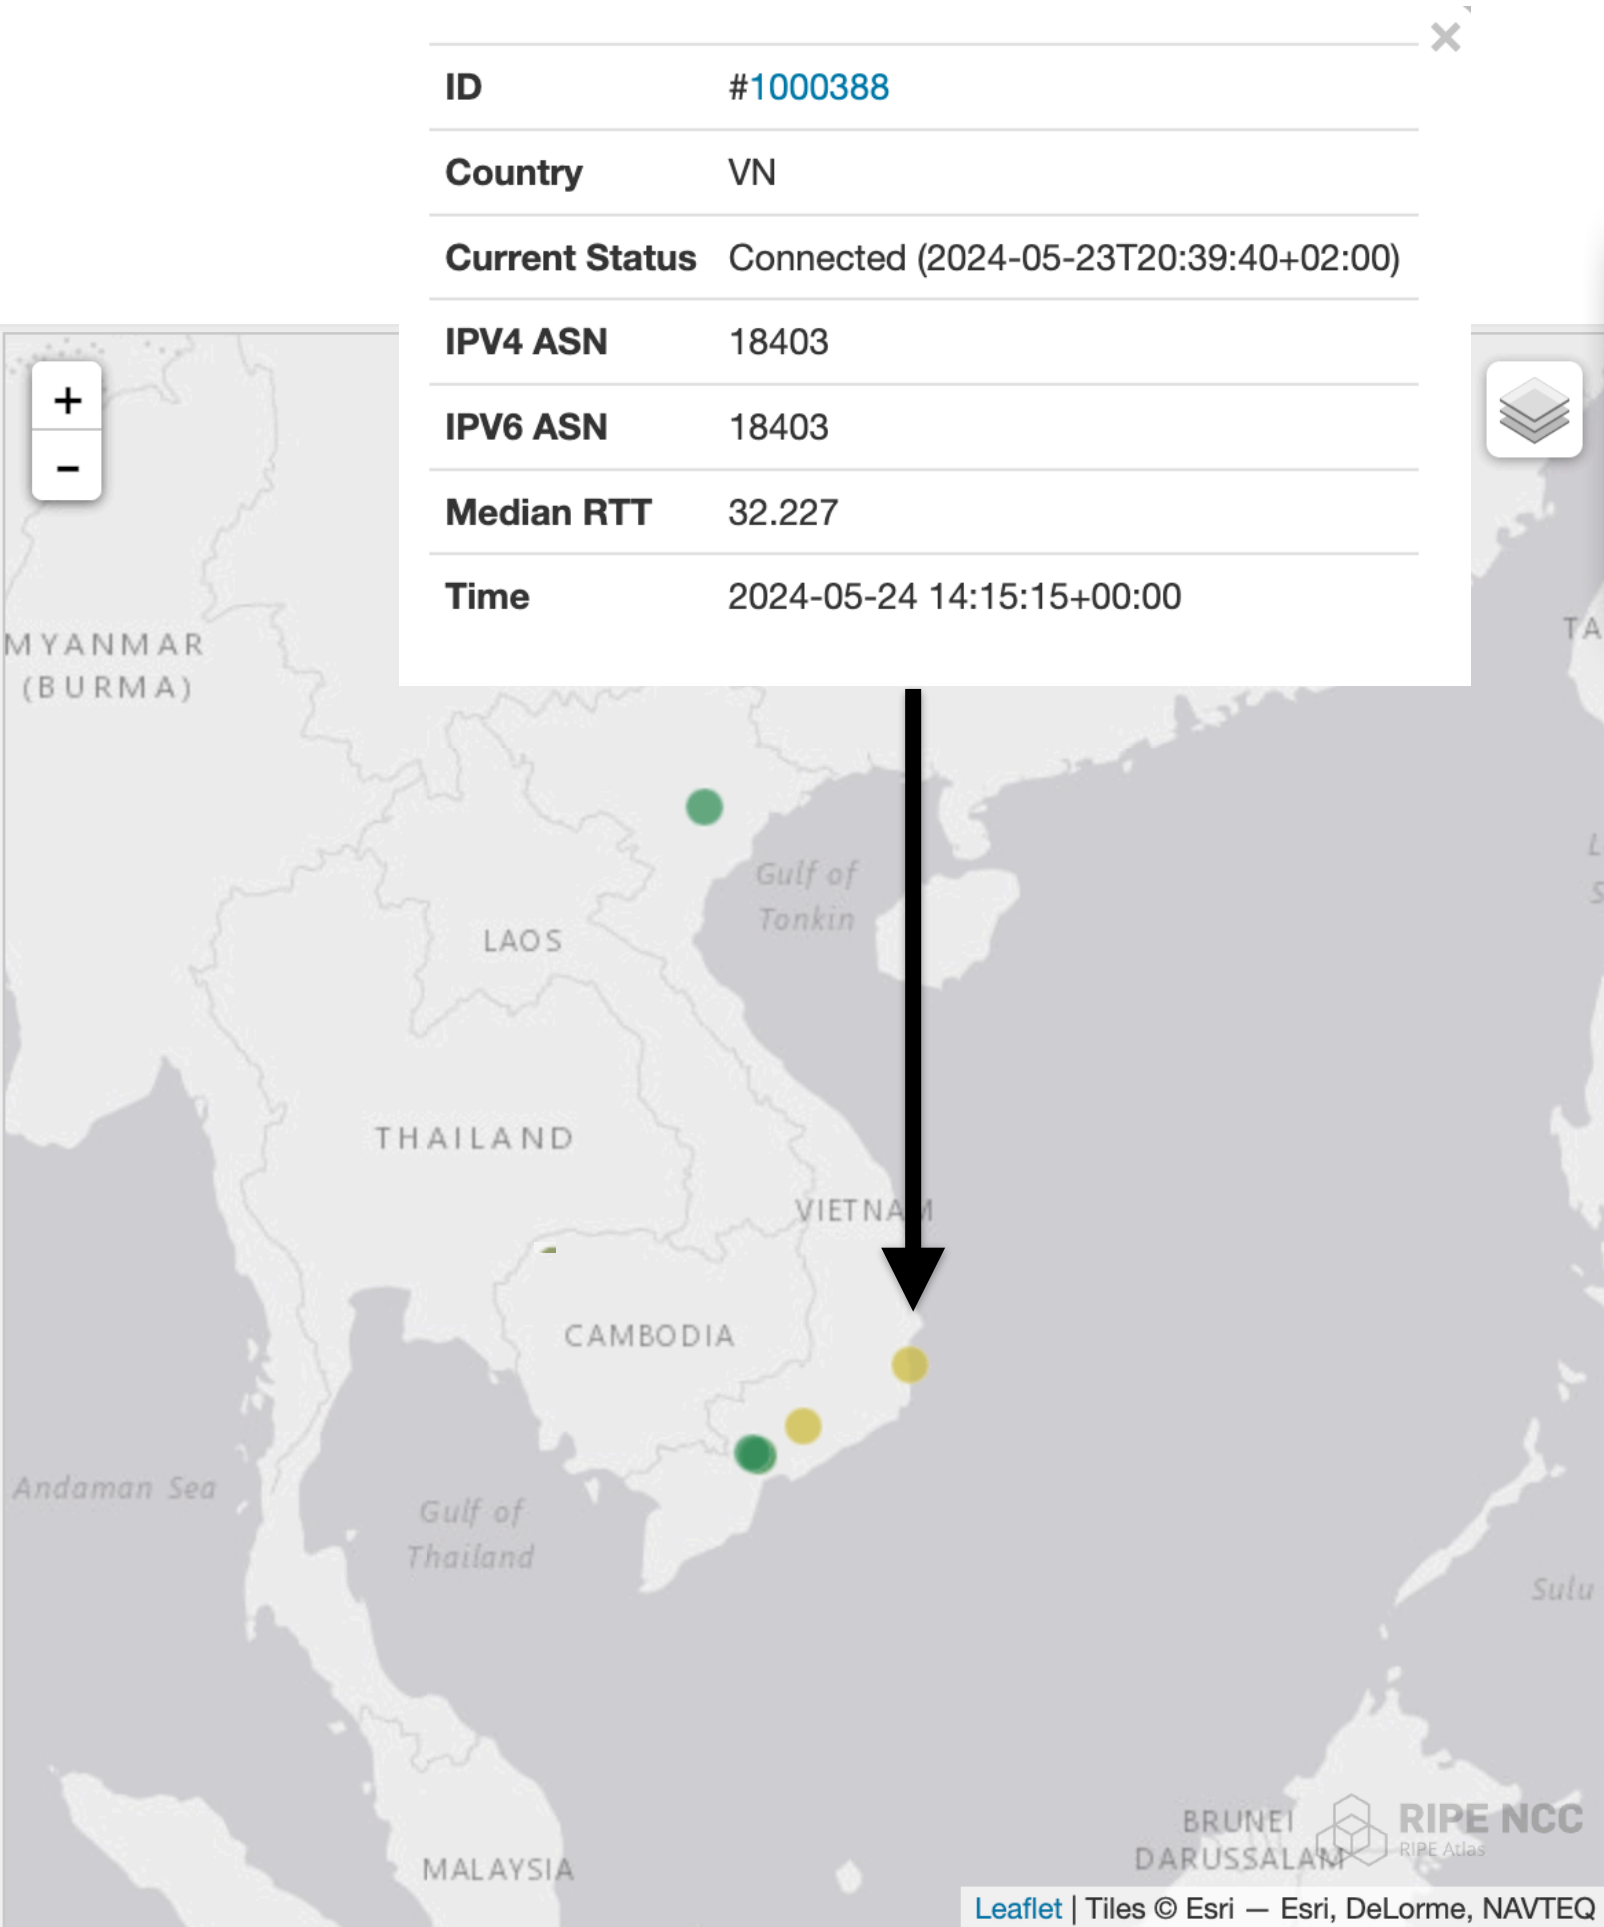 ×
ID #1000388
Country VN
Current Status Connected (2024-05-23T20:39:40+02:00)
IPV4 ASN 18403
IPV6 ASN 18403
Median RTT 32.227
Time 2024-05-24 14:15:15+00:00
+
−
MYANMAR
(BURMA)
TA
Gulf of
Tonkin
L
S
LAOS
THAILAND
VIETNAM
CAMBODIA
Andaman Sea
Gulf of
Thailand
Sulu
BRUNEI
DARUSSALAM
RIPE NCC
RIPE Atlas
MALAYSIA
Leaflet | Tiles © Esri — Esri, DeLorme, NAVTEQ